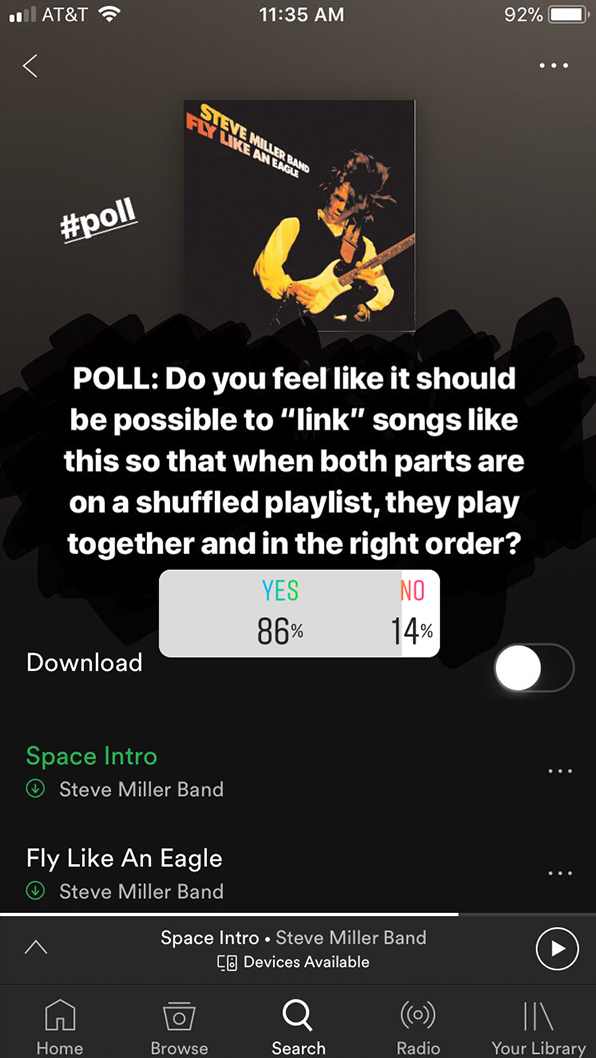 AT&T 11:35 AM 92%
STEVE MILLER BAND
FLY LIKE AN EAGLE
#poll
POLL: Do you feel like it should
be possible to “link” songs like
this so that when both parts are
on a shuffled playlist, they play
together and in the right order?
YES NO
86% 14%
Download
Space Intro
Steve Miller Band
Fly Like An Eagle
Steve Miller Band
Space Intro • Steve Miller Band
Devices Available
Home Browse Search Radio Your Library